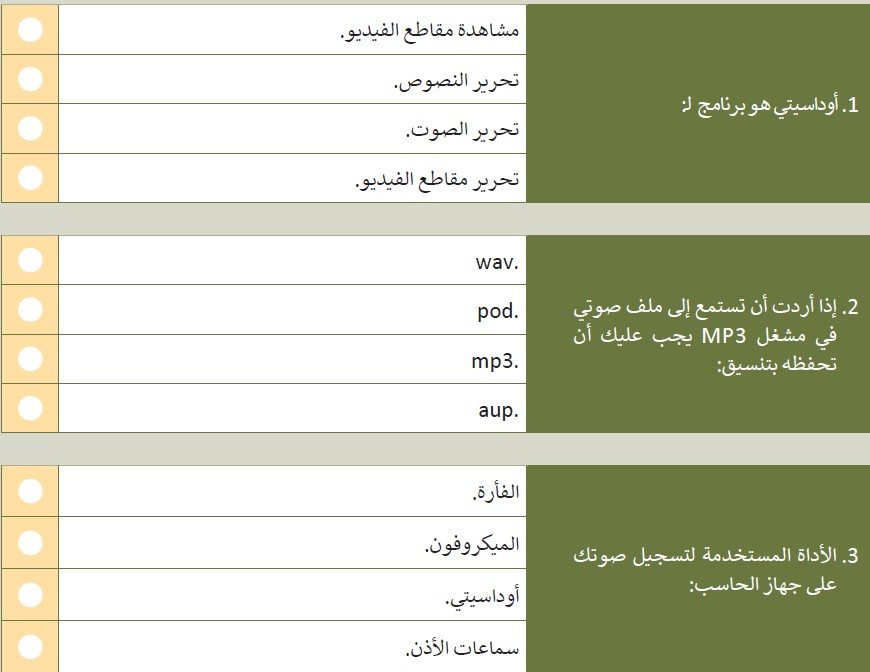 1. أوداسيتي هو برنامج لـ:
مشاهدة مقاطع الفيديو.
تحرير النصوص.
تحرير الصوت.
تحرير مقاطع الفيديو.
2. إذا أردت أن تستمع إلى ملف صوتي
في مشغل MP3 يجب عليك أن
تحفظه بتنسيق:
wav.
pod.
mp3.
aup.
3. الأداة المستخدمة لتسجيل صوتك
على جهاز الحاسب:
الفأرة.
الميكروفون.
أوداسيتي.
سماعات الأذن.